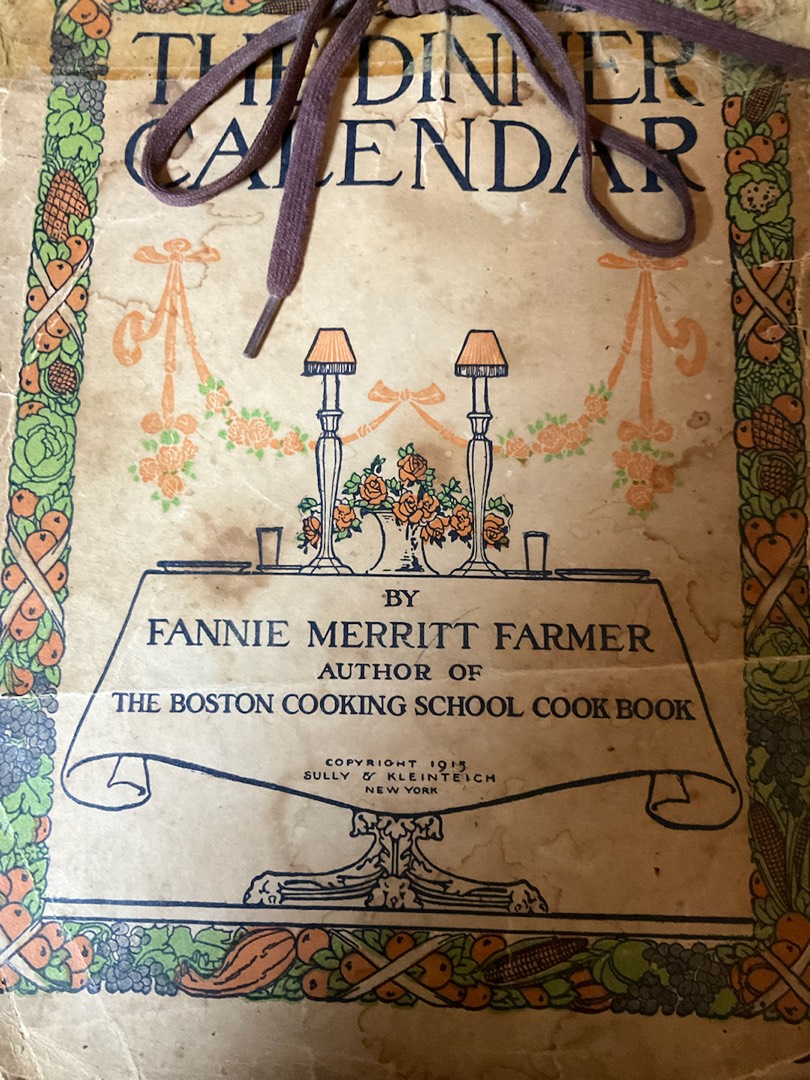 THE DINNER
CALENDAR
BY
FANNIE MERRITT FARMER
AUTHOR OF
THE BOSTON COOKING SCHOOL COOK BOOK
COPYRIGHT 1915
SULLY & KLEINTEICH
NEW YORK